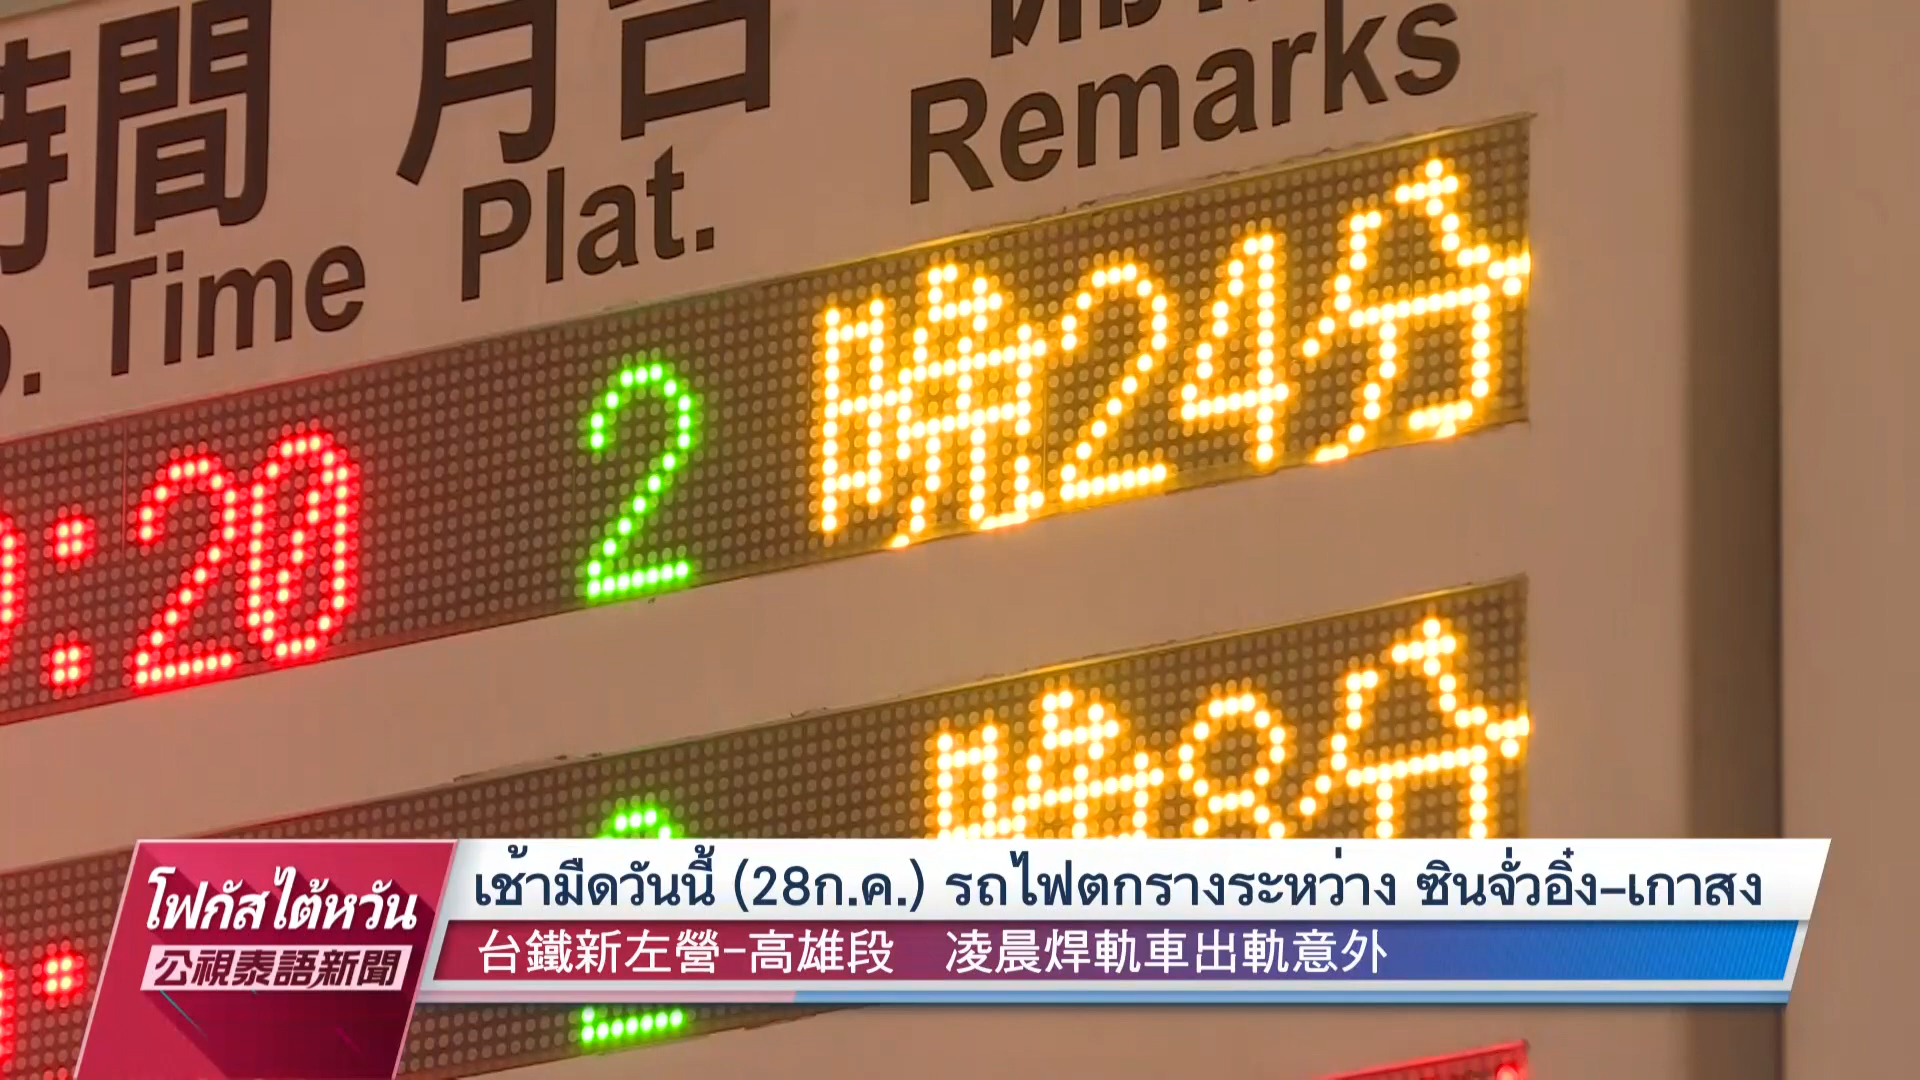 時間 月台
Time Plat. Remarks
:20 2 晚24分
2 晚8分
โฟกัสไต้หวัน
公視泰語新聞
เช้ามืดวันนี้ (28ก.ค.) รถไฟตกรางระหว่าง ซินจั่วอิ๋ง–เกาสง
台鐵新左營-高雄段 凌晨焊軌車出軌意外